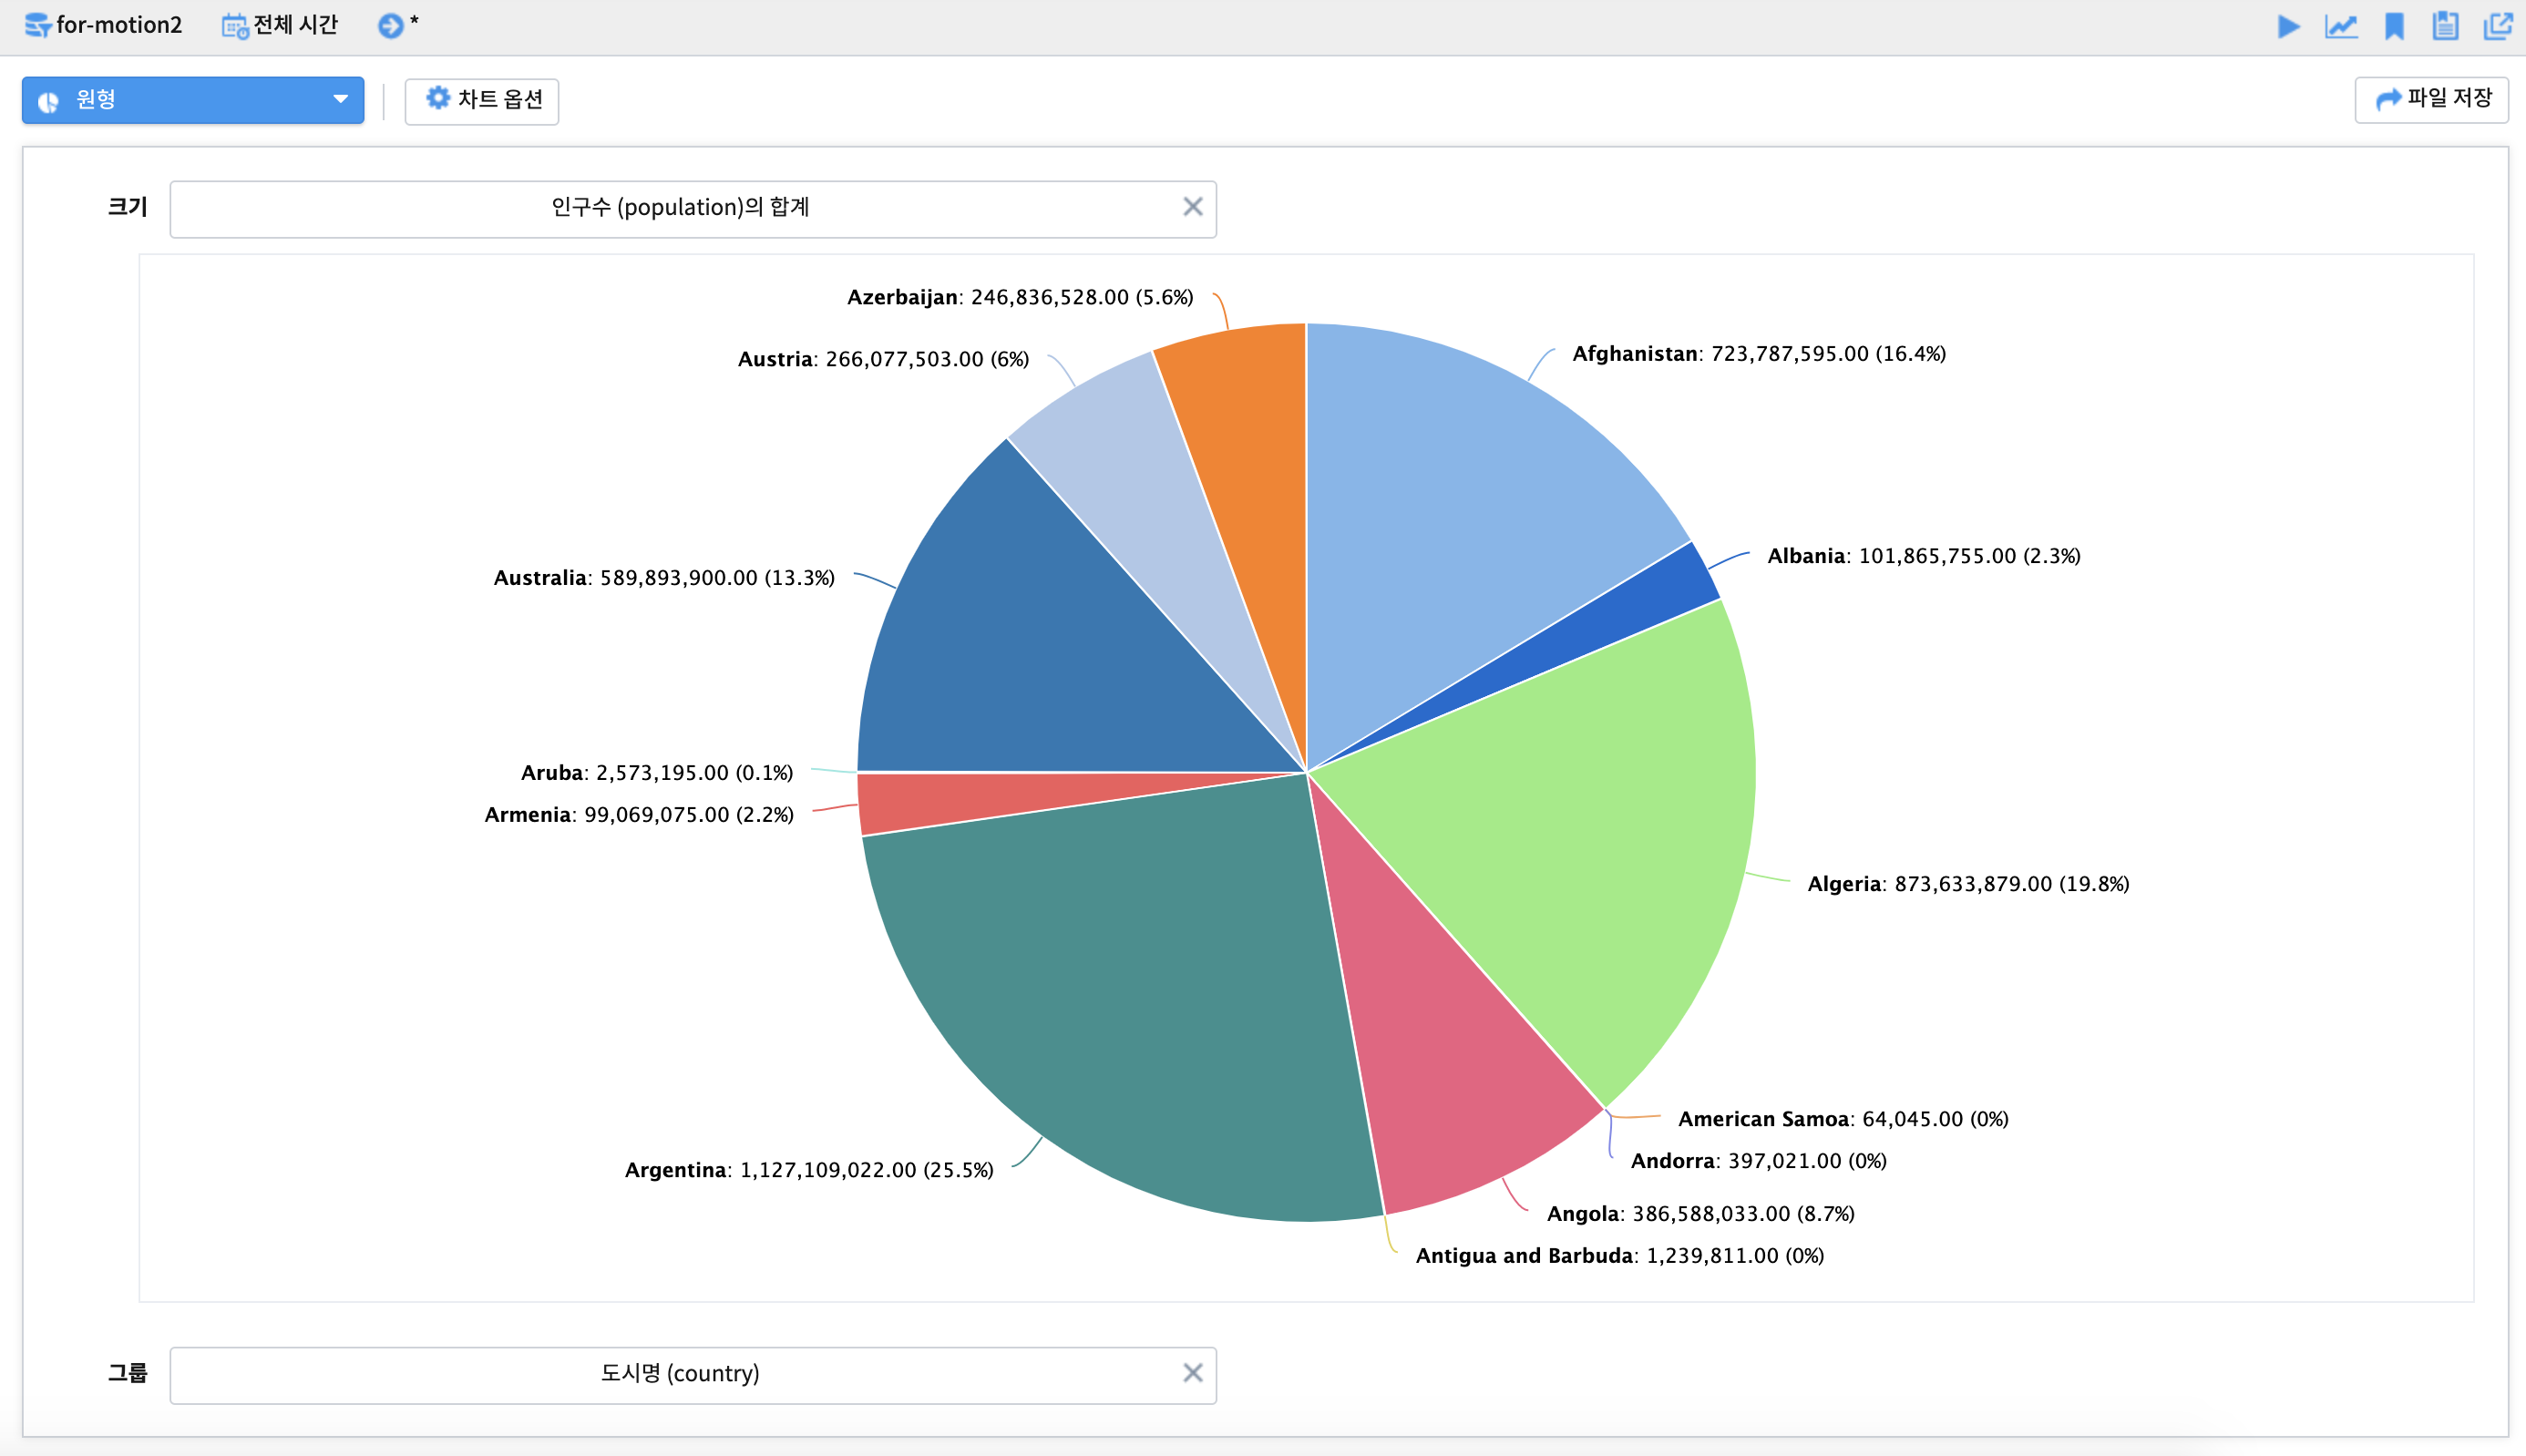 for-motion2 전체 시간 *
원형 차트 옵션 파일 저장
크기 인구수 (population)의 합계
Azerbaijan: 246,836,528.00 (5.6%)
Afghanistan: 723,787,595.00 (16.4%)
Austria: 266,077,503.00 (6%)
Albania: 101,865,755.00 (2.3%)
Australia: 589,893,900.00 (13.3%)
Aruba: 2,573,195.00 (0.1%)
Armenia: 99,069,075.00 (2.2%)
Algeria: 873,633,879.00 (19.8%)
American Samoa: 64,045.00 (0%)
Andorra: 397,021.00 (0%)
Argentina: 1,127,109,022.00 (25.5%)
Angola: 386,588,033.00 (8.7%)
Antigua and Barbuda: 1,239,811.00 (0%)
그룹 도시명 (country)